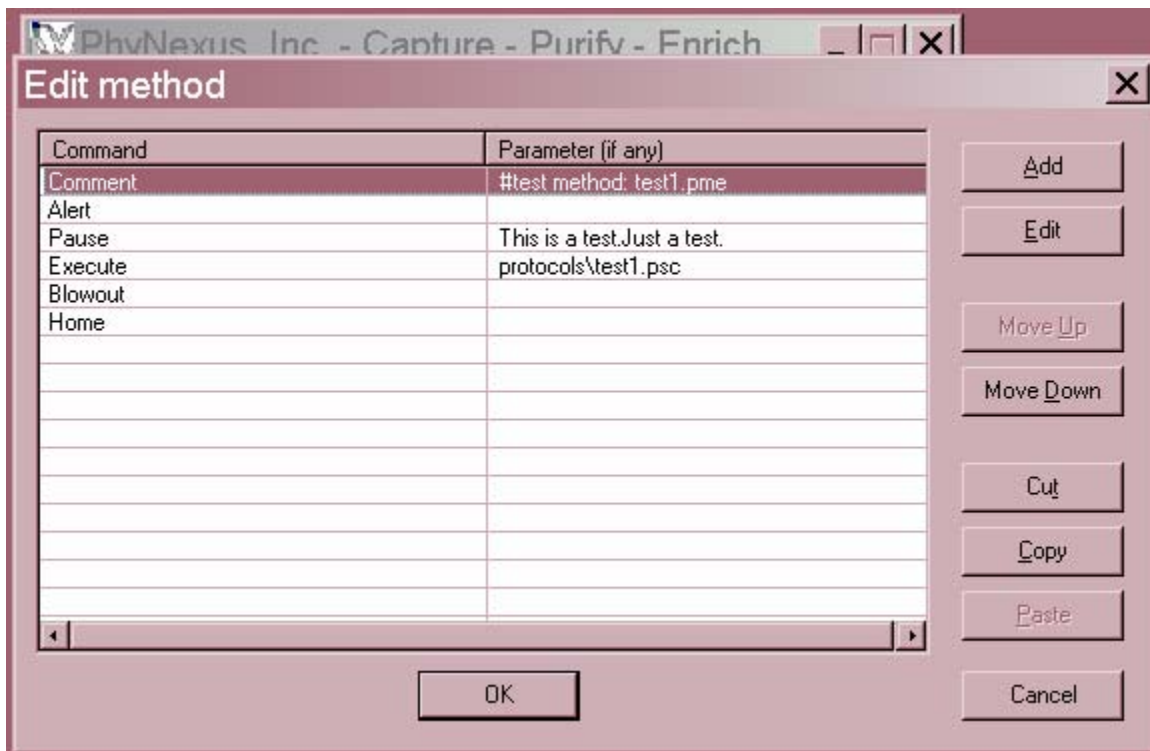 PhyNexus, Inc. - Capture - Purify - Enrich
Edit method
Command Parameter (if any)
Comment #test method: test1.pme
Alert
Pause This is a test.Just a test.
Execute protocols\test1.psc
Blowout
Home
Add
Edit
Move Up
Move Down
Cut
Copy
Paste
OK
Cancel